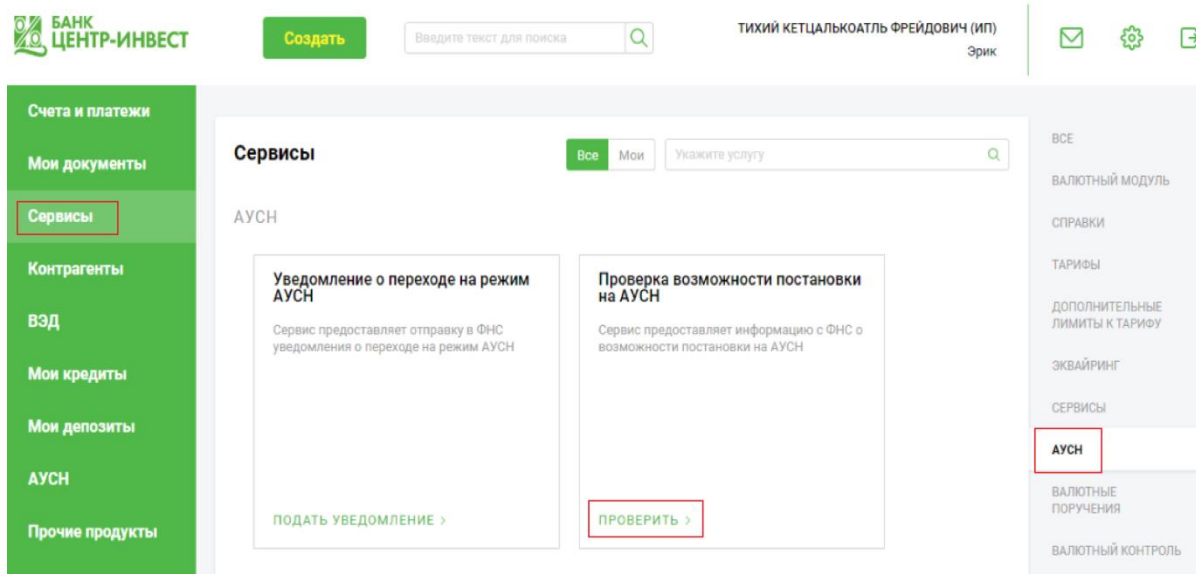 БАНК
ЦЕНТР-ИНВЕСТ
Создать
Введите текст для поиска
ТИХИЙ КЕТЦАЛЬКОАТЛЬ ФРЕЙДОВИЧ (ИП)
Эрик
Счета и платежи
Мои документы
Сервисы
Контрагенты
ВЭД
Мои кредиты
Мои депозиты
АУСН
Прочие продукты
Сервисы
Все
Мои
Укажите услугу
АУСН
Уведомление о переходе на режим
АУСН
Сервис предоставляет отправку в ФНС
уведомления о переходе на режим АУСН
ПОДАТЬ УВЕДОМЛЕНИЕ >
Проверка возможности постановки
на АУСН
Сервис предоставляет информацию с ФНС о
возможности постановки на АУСН
ПРОВЕРИТЬ >
ВСЕ
ВАЛЮТНЫЙ МОДУЛЬ
СПРАВКИ
ТАРИФЫ
ДОПОЛНИТЕЛЬНЫЕ
ЛИМИТЫ К ТАРИФУ
ЭКВАЙРИНГ
СЕРВИСЫ
АУСН
ВАЛЮТНЫЕ
ПОРУЧЕНИЯ
ВАЛЮТНЫЙ КОНТРОЛЬ